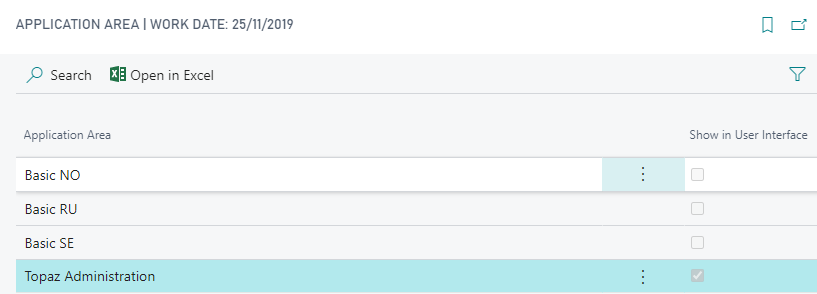 APPLICATION AREA | WORK DATE: 25/11/2019
Search Open in Excel
Application Area Show in User Interface
Basic NO
Basic RU
Basic SE
Topaz Administration